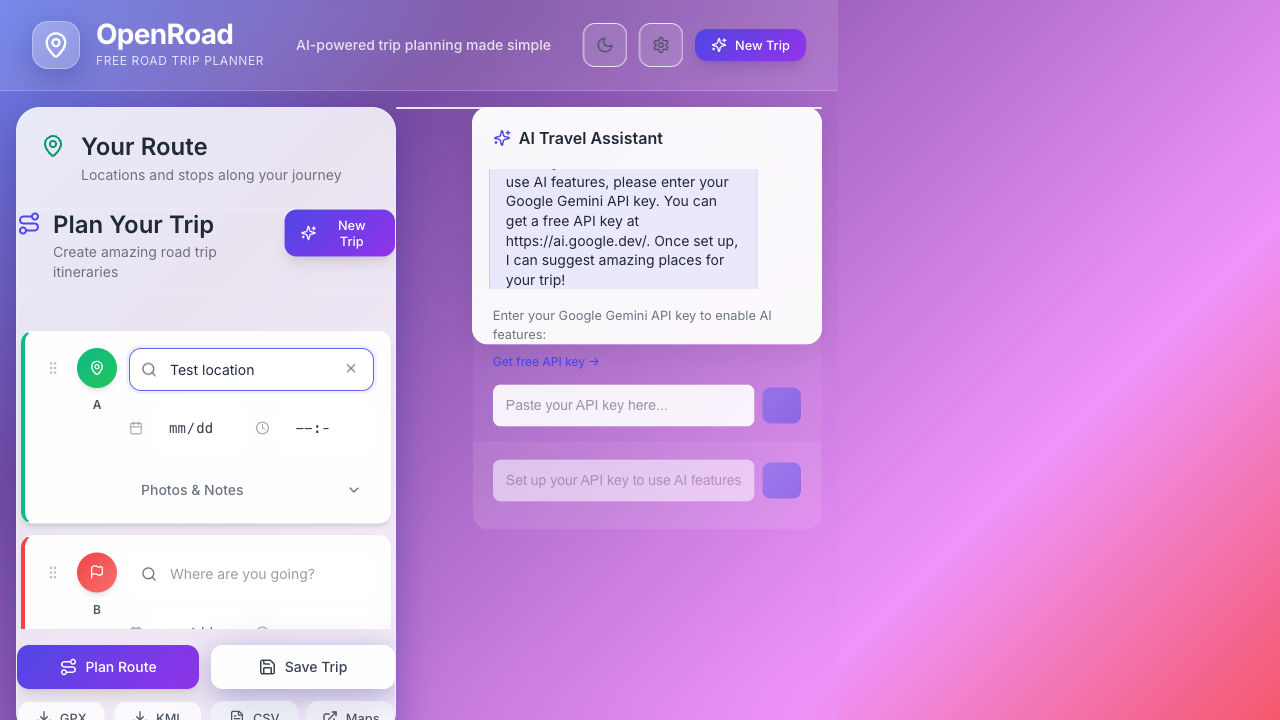 OpenRoad
FREE ROAD TRIP PLANNER
AI-powered trip planning made simple
New Trip
Your Route
Locations and stops along your journey
Plan Your Trip
Create amazing road trip
itineraries
New
Trip
Test location
A
mm/dd
--:-
Photos & Notes
Where are you going?
B
Plan Route
Save Trip
GPX
KML
CSV
Maps
AI Travel Assistant
use AI features, please enter your
Google Gemini API key. You can
get a free API key at
https://ai.google.dev/. Once set up,
I can suggest amazing places for
your trip!
Enter your Google Gemini API key to enable AI
features:
Get free API key →
Paste your API key here...
Set up your API key to use AI features